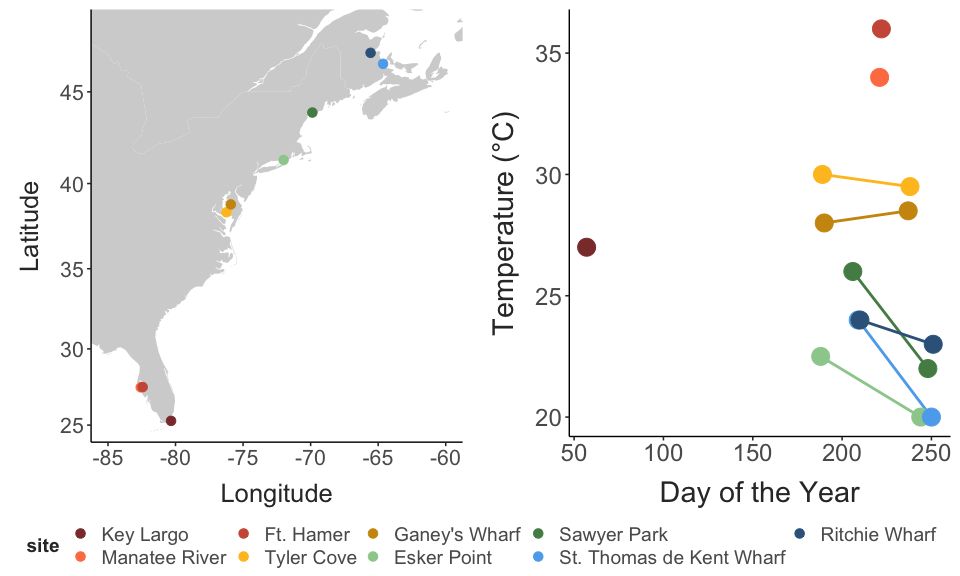 45
40
35
30
25
-85 -80 -75 -70 -65 -60
Latitude
Longitude
35
30
25
20
50 100 150 200 250
Temperature (°C)
Day of the Year
site
Key Largo Ft. Hamer Ganey's Wharf Sawyer Park Ritchie Wharf
Manatee River Tyler Cove Esker Point St. Thomas de Kent Wharf